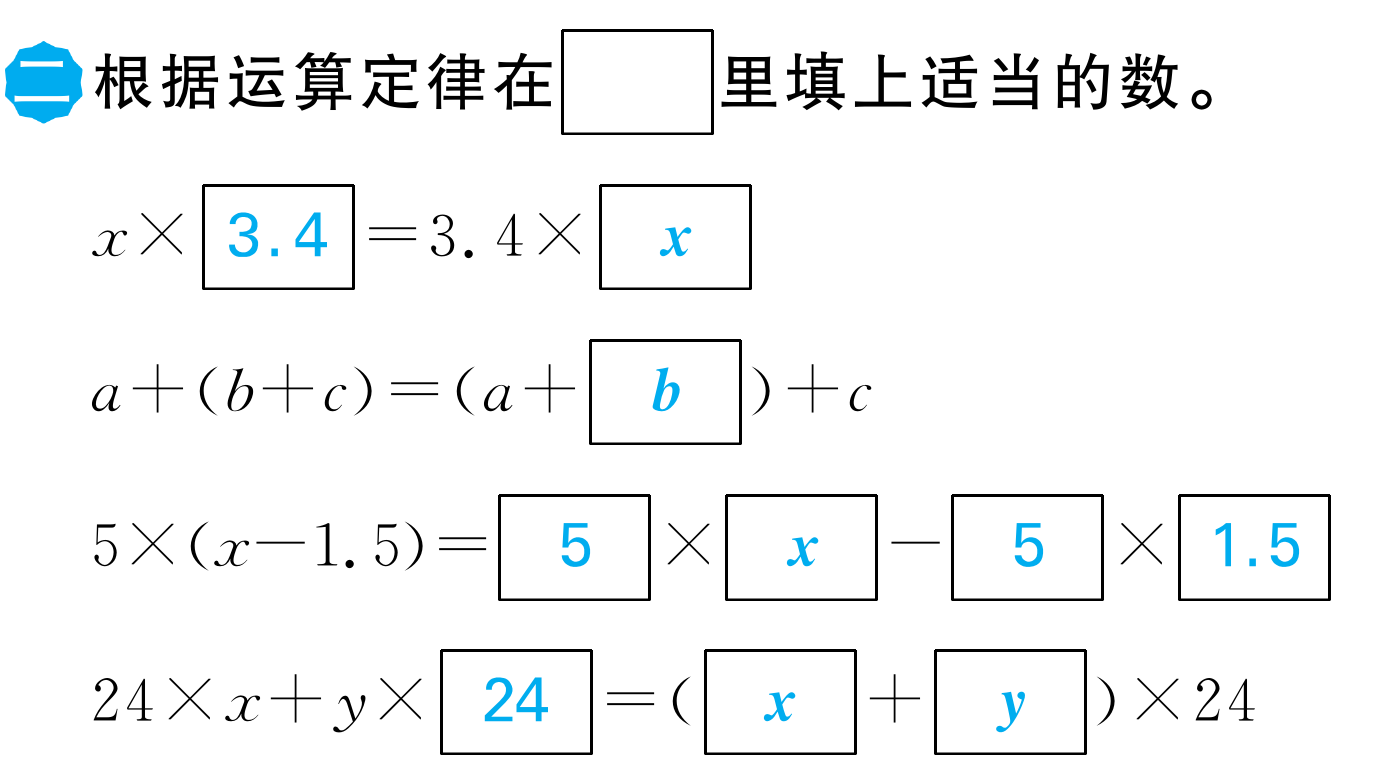 二 根据运算定律在□里填上适当的数。
x×3.4=3.4×x
a+(b+c)=(a+b)+c
5×(x-1.5)=5×x-5×1.5
24×x+y×24=(x+y)×24